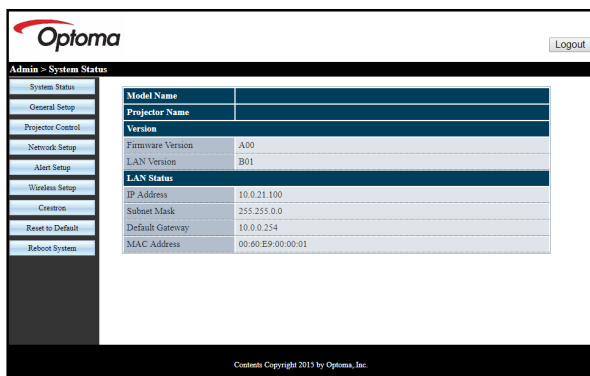 Optoma
Logout
Admin > System Status
System Status
General Setup
Projector Control
Network Setup
Alert Setup
Wireless Setup
Crestron
Reset to Default
Reboot System
Model Name
Projector Name
Version
Firmware Version A00
LAN Version B01
LAN Status
IP Address 10.0.21.100
Subnet Mask 255.255.0.0
Default Gateway 10.0.0.254
MAC Address 00:60:E9:00:00:01
Contents Copyright 2015 by Optoma, Inc.